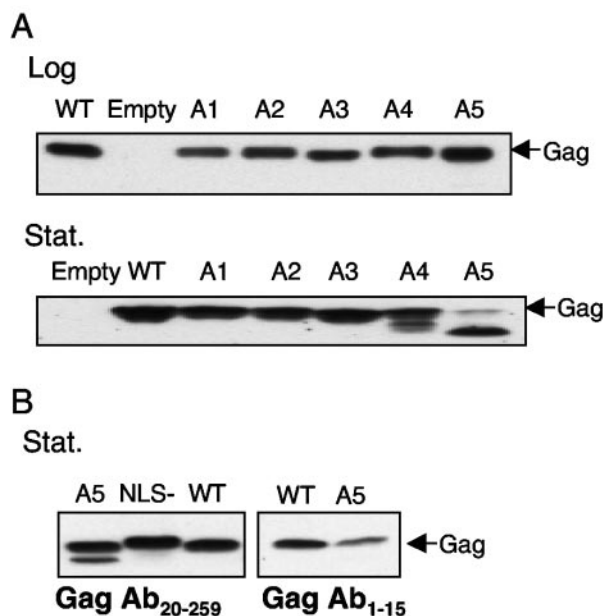 A
Log
WT Empty A1 A2 A3 A4 A5
Gag
Stat.
Empty WT A1 A2 A3 A4 A5
Gag
B
Stat.
A5 NLS- WT WT A5
Gag
Gag Ab20-259 Gag Ab1-15